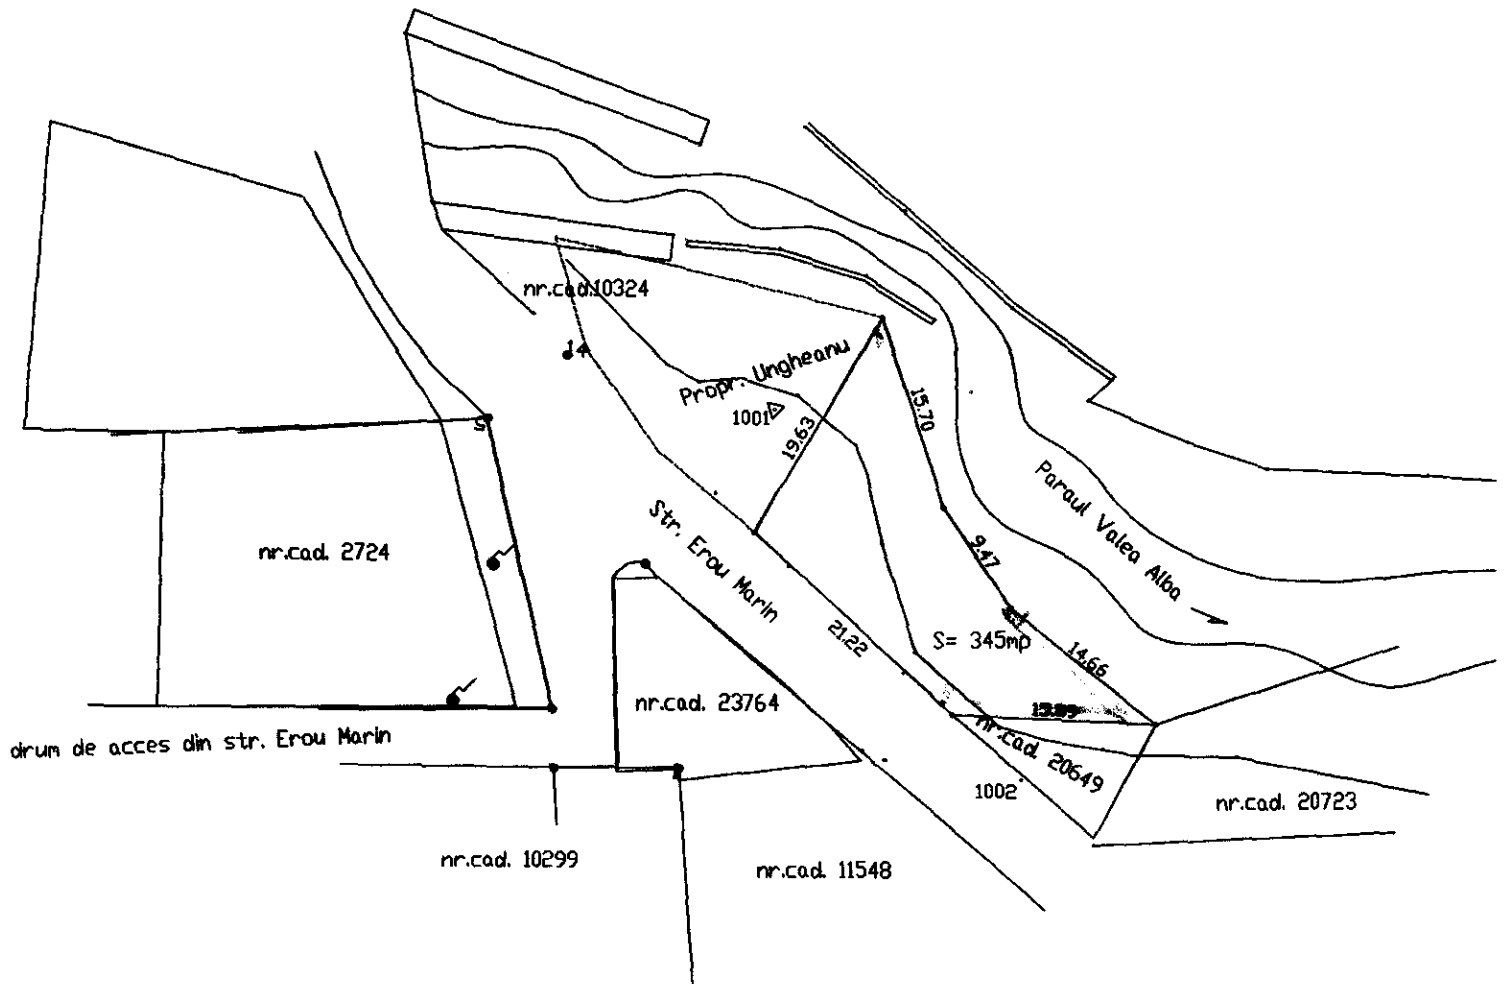 nr.cad.10324
14
Propr. Ungheanu
1001
19.63
15.70
S
9.47
Paraul Valea Alba
Str. Erou Marin
nr.cad. 2724
21.22
S= 345mp
14.66
nr.cad. 23764
nr.cad. 20649
drum de acces din str. Erou Marin
1002
nr.cad. 20723
nr.cad. 10299
nr.cad. 11548